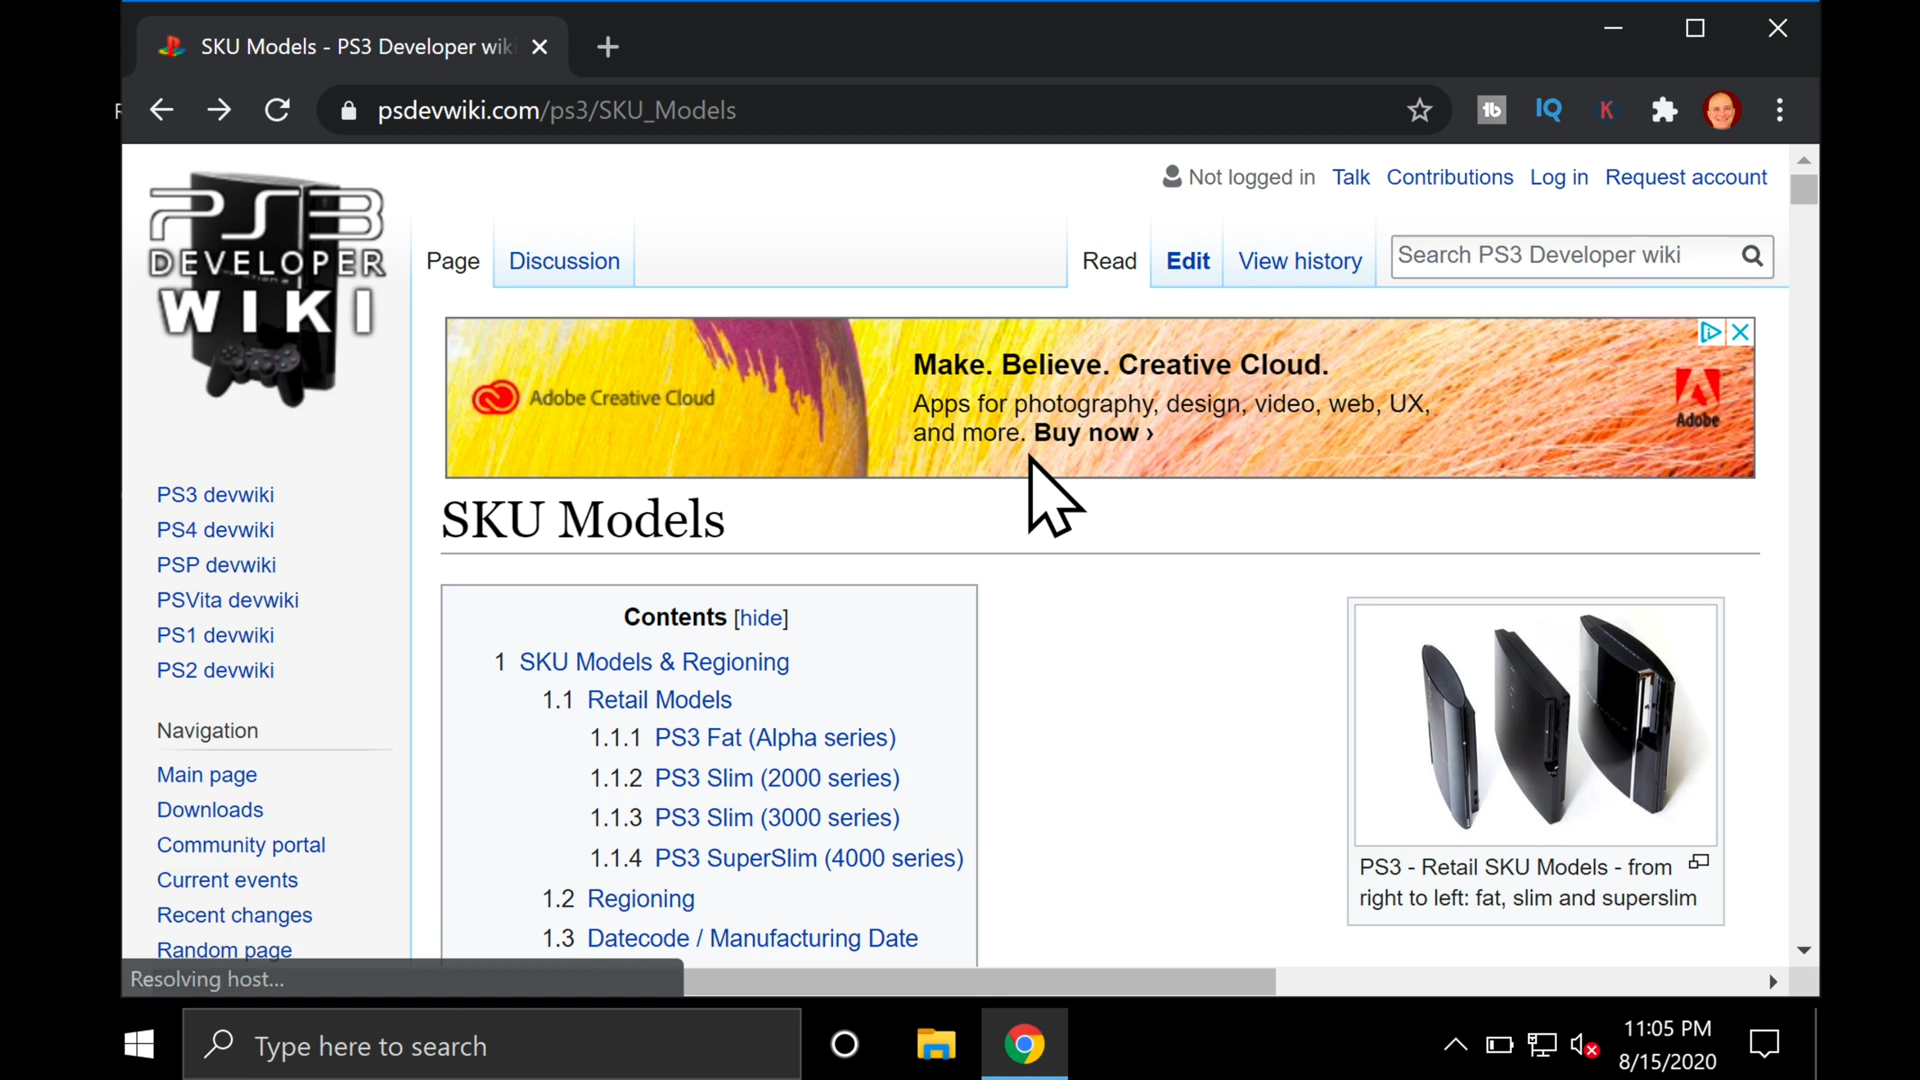 SKU Models - PS3 Developer wiki
psdevwiki.com/ps3/SKU_Models
tb
IQ
K
Not logged in Talk Contributions Log in Request account
PS3
DEVELOPER
WIKI
Page Discussion Read Edit View history Search PS3 Developer wiki
Adobe Creative Cloud
Make. Believe. Creative Cloud.
Apps for photography, design, video, web, UX,
and more. Buy now ›
Adobe
SKU Models
PS3 devwiki
PS4 devwiki
PSP devwiki
PSVita devwiki
PS1 devwiki
PS2 devwiki
Navigation
Main page
Downloads
Community portal
Current events
Recent changes
Random page
Contents [hide]
1 SKU Models & Regioning
1.1 Retail Models
1.1.1 PS3 Fat (Alpha series)
1.1.2 PS3 Slim (2000 series)
1.1.3 PS3 Slim (3000 series)
1.1.4 PS3 SuperSlim (4000 series)
1.2 Regioning
1.3 Datecode / Manufacturing Date
PS3 - Retail SKU Models - from
right to left: fat, slim and superslim
Resolving host...
Type here to search
11:05 PM
8/15/2020